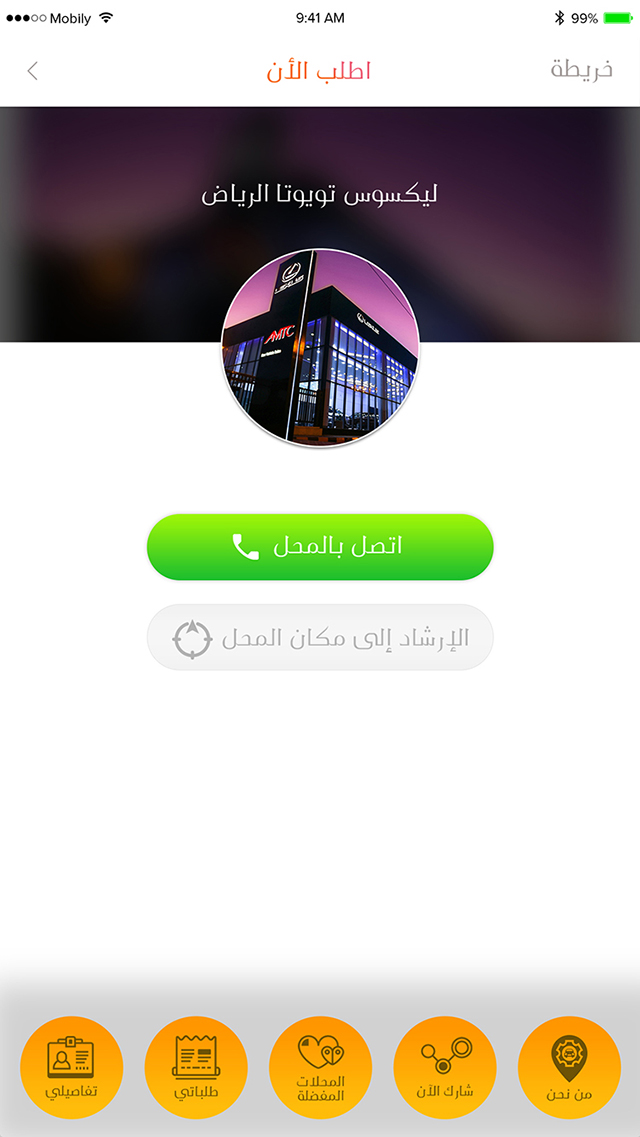 Mobily
9:41 AM
99%
اطلب الأن
خريطة
ليكسوس تويوتا الرياض
AMTC
اتصل بالمحل
الإرشاد إلى مكان المحل
من نحن
شارك الآن
المحلات
المفضلة
طلباتي
تفاصيلي